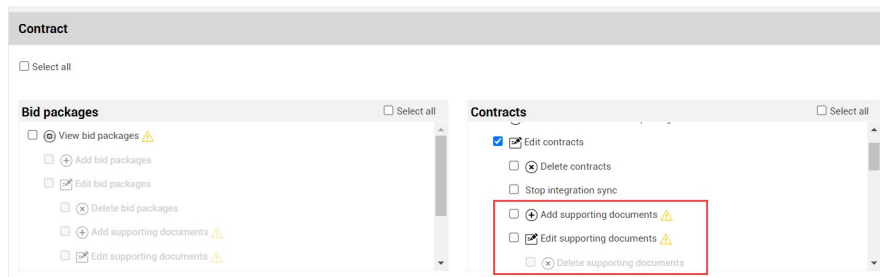 Contract
Select all
Bid packages
Select all
View bid packages
Add bid packages
Edit bid packages
Delete bid packages
Add supporting documents
Edit supporting documents
Contracts
Select all
Edit contracts
Delete contracts
Stop integration sync
Add supporting documents
Edit supporting documents
Delete supporting documents